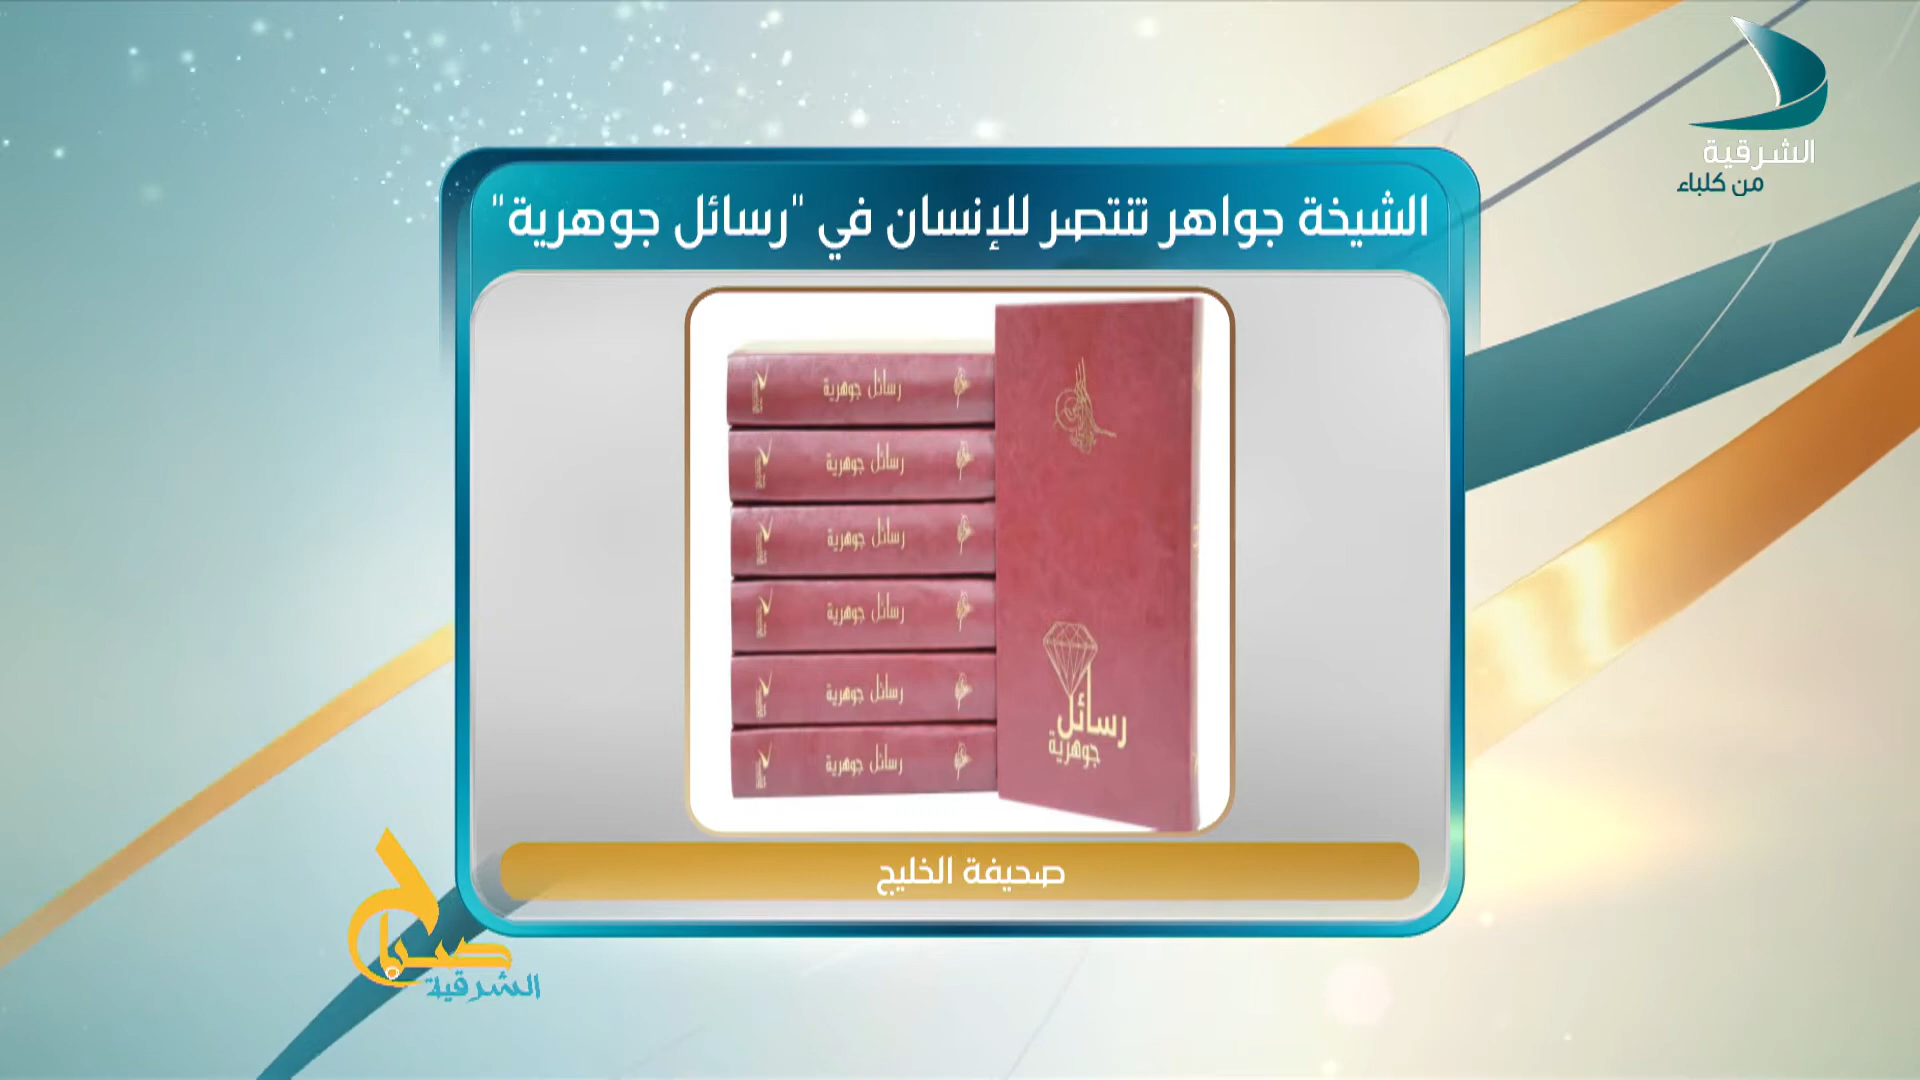 الشرقية
من كلباء
الشيخة جواهر تنتصر للإنسان في "رسائل جوهرية"
رسائل جوهرية
رسائل جوهرية
رسائل جوهرية
رسائل جوهرية
رسائل جوهرية
رسائل جوهرية
رسائل
جوهرية
صحيفة الخليج
صباح
الشرقية